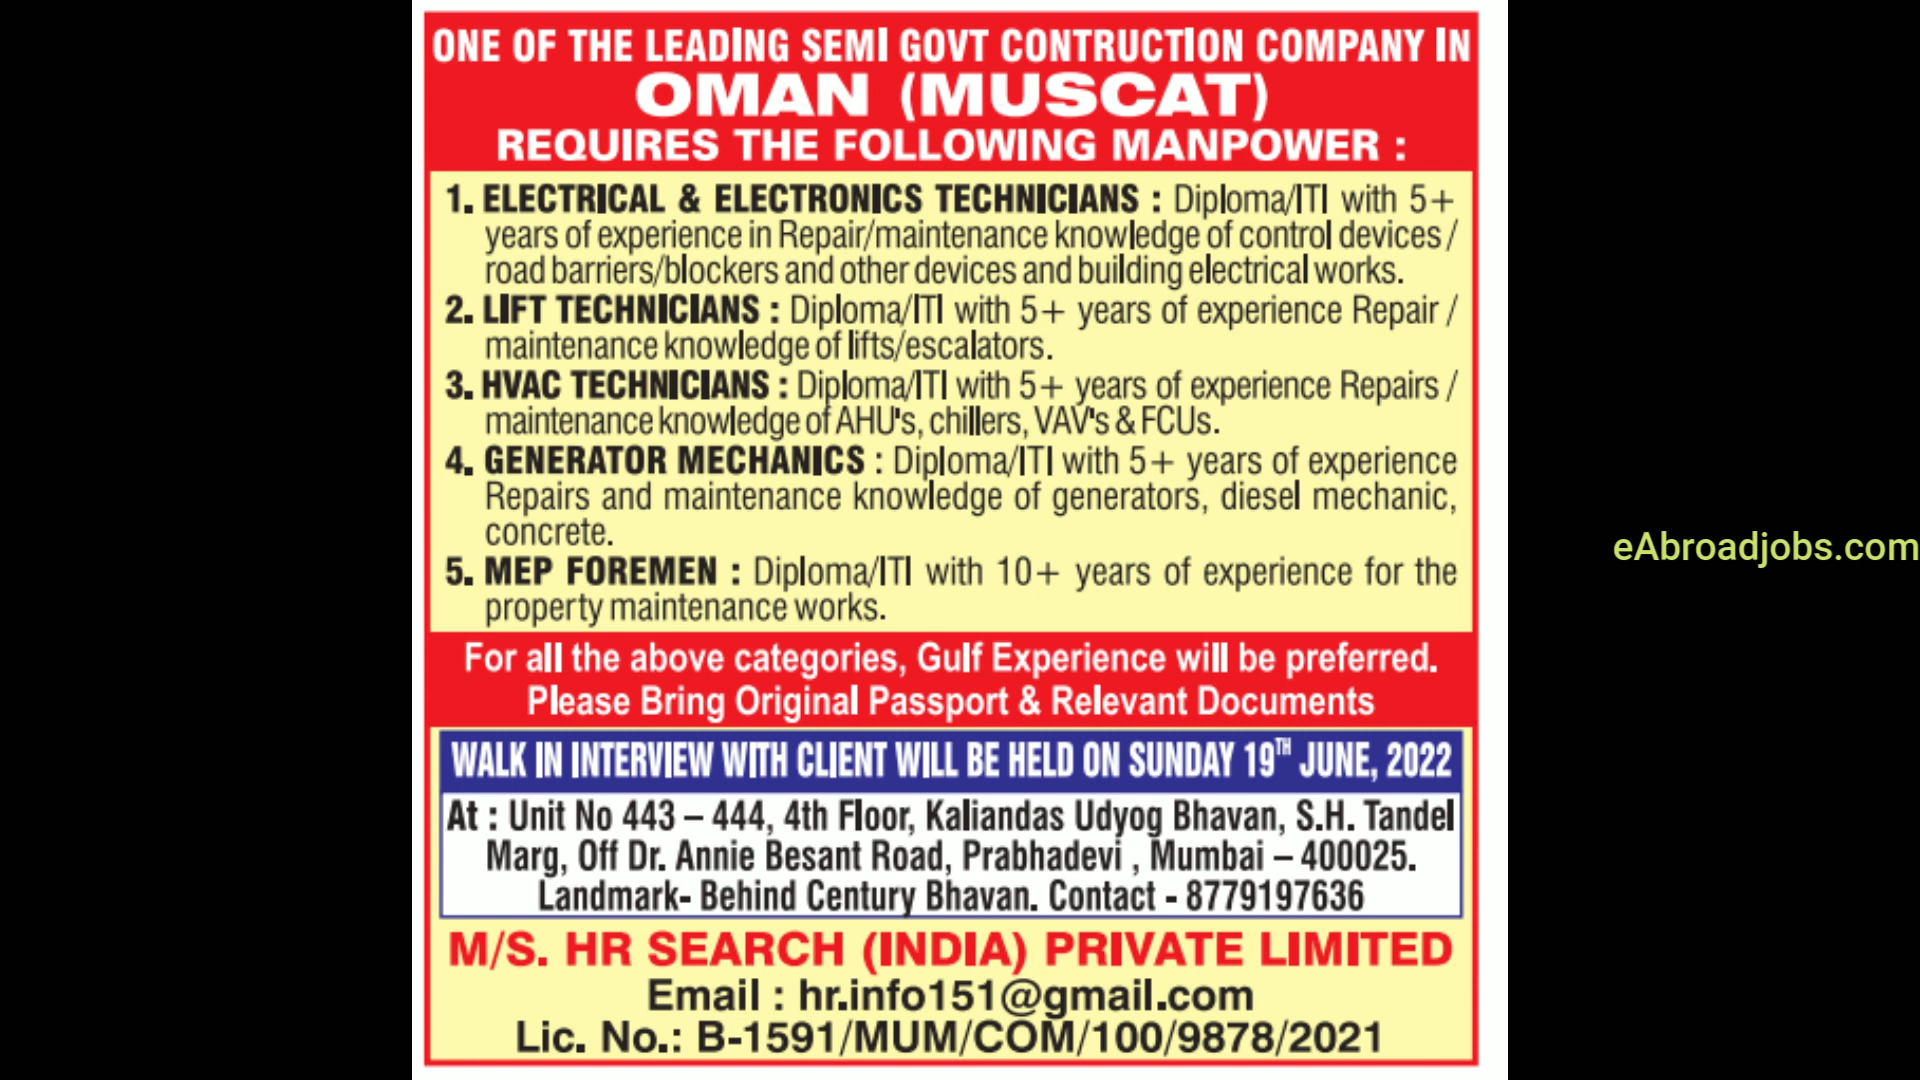 ONE OF THE LEADING SEMI GOVT CONTRUCTION COMPANY IN
OMAN (MUSCAT)
REQUIRES THE FOLLOWING MANPOWER :
1. ELECTRICAL & ELECTRONICS TECHNICIANS : Diploma/ITI with 5+
years of experience in Repair/maintenance knowledge of control devices /
road barriers/blockers and other devices and building electrical works.
2. LIFT TECHNICIANS : Diploma/ITI with 5+ years of experience Repair /
maintenance knowledge of lifts/escalators.
3. HVAC TECHNICIANS : Diploma/ITI with 5+ years of experience Repairs /
maintenance knowledge of AHU's, chillers, VAV's & FCUs.
4. GENERATOR MECHANICS : Diploma/ITI with 5+ years of experience
Repairs and maintenance knowledge of generators, diesel mechanic,
concrete.
5. MEP FOREMEN : Diploma/ITI with 10+ years of experience for the
property maintenance works.
For all the above categories, Gulf Experience will be preferred.
Please Bring Original Passport & Relevant Documents
WALK IN INTERVIEW WITH CLIENT WILL BE HELD ON SUNDAY 19TH JUNE, 2022
At : Unit No 443 – 444, 4th Floor, Kaliandas Udyog Bhavan, S.H. Tandel
Marg, Off Dr. Annie Besant Road, Prabhadevi , Mumbai – 400025.
Landmark- Behind Century Bhavan. Contact - 8779197636
M/S. HR SEARCH (INDIA) PRIVATE LIMITED
Email : hr.info151@gmail.com
Lic. No.: B-1591/MUM/COM/100/9878/2021
eAbroadjobs.com